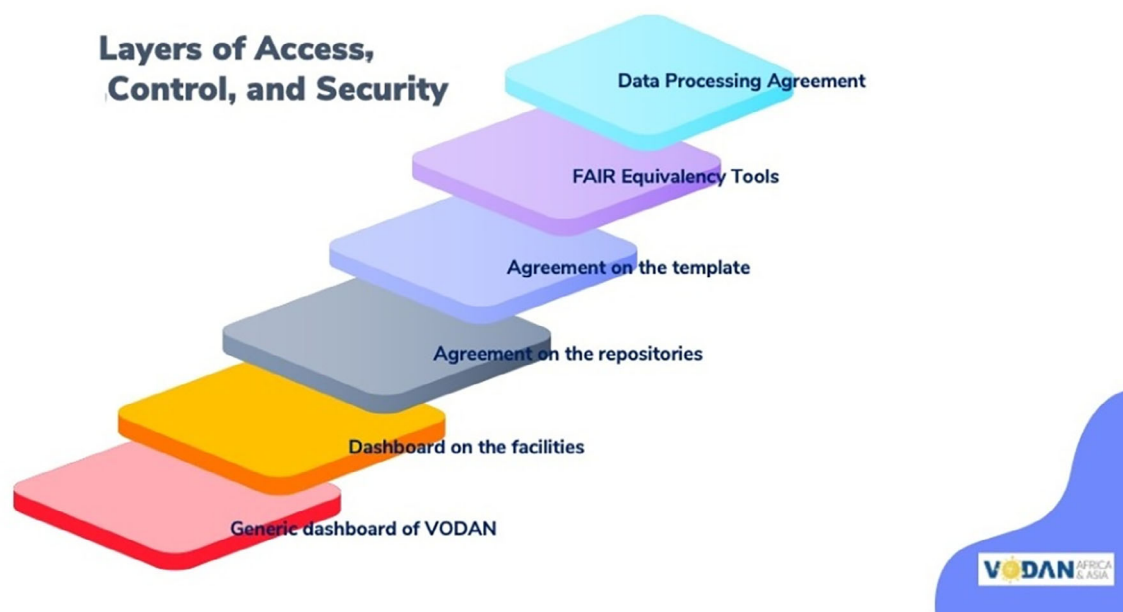 Layers of Access,
Control, and Security
Data Processing Agreement
FAIR Equivalency Tools
Agreement on the template
Agreement on the repositories
Dashboard on the facilities
Generic dashboard of VODAN
VODAN AFRICA
& ASIA